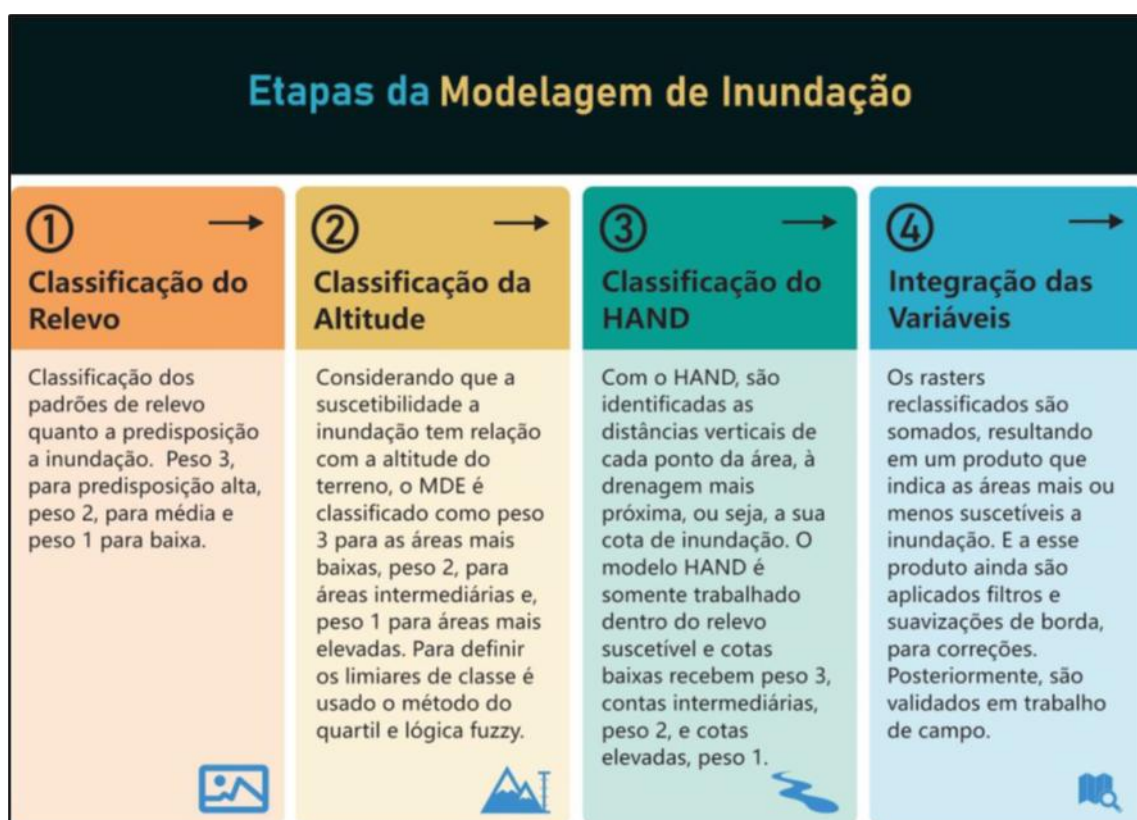 Etapas da Modelagem de Inundação
1
Classificação do
Relevo
Classificação dos
padrões de relevo
quanto a predisposição
a inundação. Peso 3,
para predisposição alta,
peso 2, para média e
peso 1 para baixa.
2
Classificação da
Altitude
Considerando que a
suscetibilidade a
inundação tem relação
com a altitude do
terreno, o MDE é
classificado como peso
3 para as áreas mais
baixas, peso 2, para
áreas intermediárias e,
peso 1 para áreas mais
elevadas. Para definir
os limiares de classe é
usado o método do
quartil e lógica fuzzy.
3
Classificação do
HAND
Com o HAND, são
identificadas as
distâncias verticais de
cada ponto da área, à
drenagem mais
próxima, ou seja, a sua
cota de inundação. O
modelo HAND é
somente trabalhado
dentro do relevo
suscetível e cotas
baixas recebem peso 3,
contas intermediárias,
peso 2, e cotas
elevadas, peso 1.
4
Integração das
Variáveis
Os rasters
reclassificados são
somados, resultando
em um produto que
indica as áreas mais ou
menos suscetíveis a
inundação. E a esse
produto ainda são
aplicados filtros e
suavizações de borda,
para correções.
Posteriormente, são
validados em trabalho
de campo.